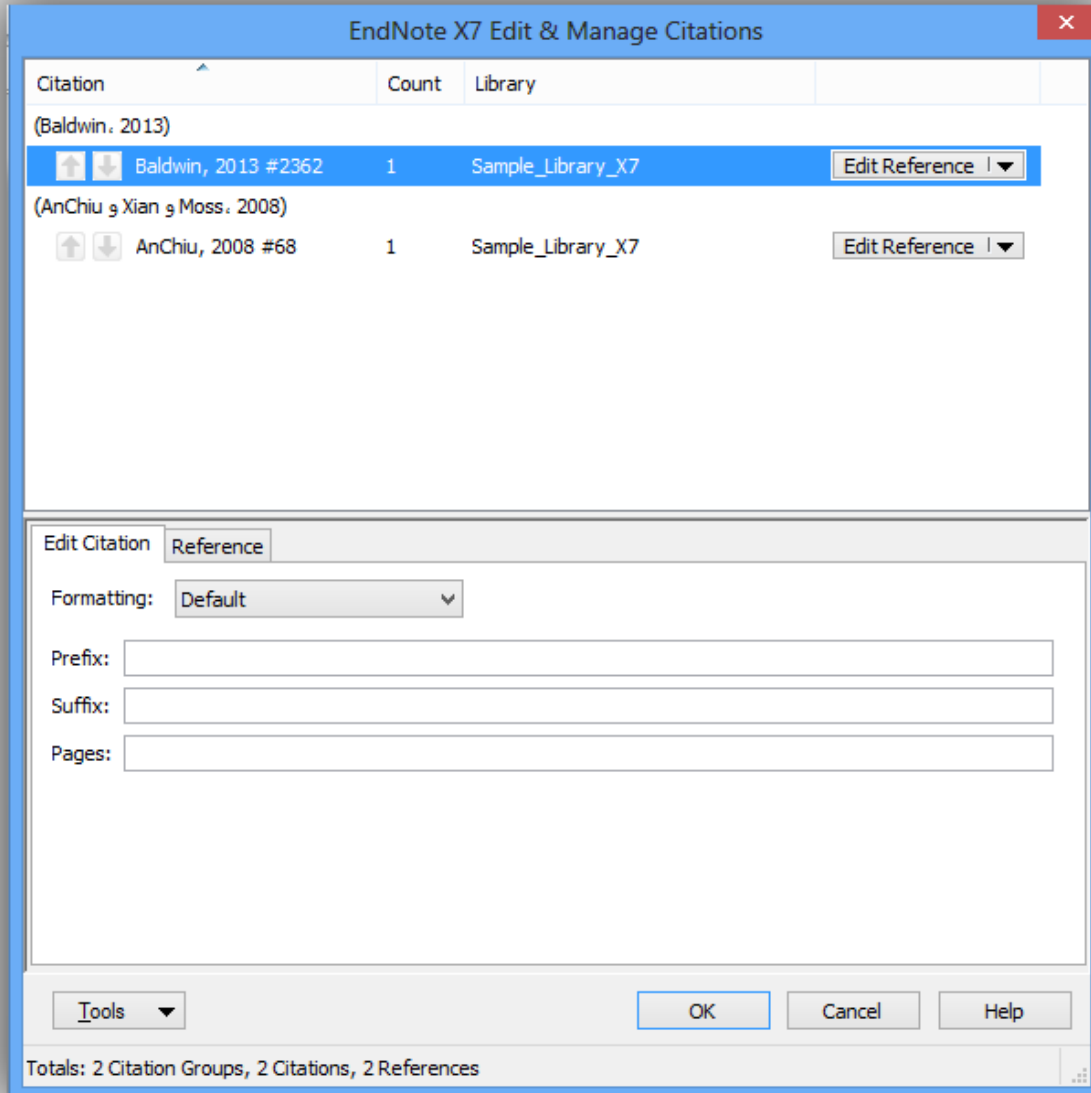 EndNote X7 Edit & Manage Citations
Citation Count Library
(Baldwin، 2013)
Baldwin, 2013 #2362 1 Sample_Library_X7 Edit Reference
(AnChiu و Xian و Moss، 2008)
AnChiu, 2008 #68 1 Sample_Library_X7 Edit Reference
Edit Citation Reference
Formatting: Default
Prefix:
Suffix:
Pages:
Tools OK Cancel Help
Totals: 2 Citation Groups, 2 Citations, 2 References